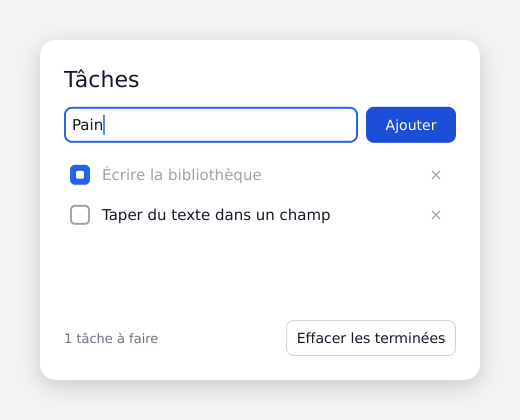 Tâches
Pain
Ajouter
Écrire la bibliothèque ×
Taper du texte dans un champ ×
1 tâche à faire
Effacer les terminées